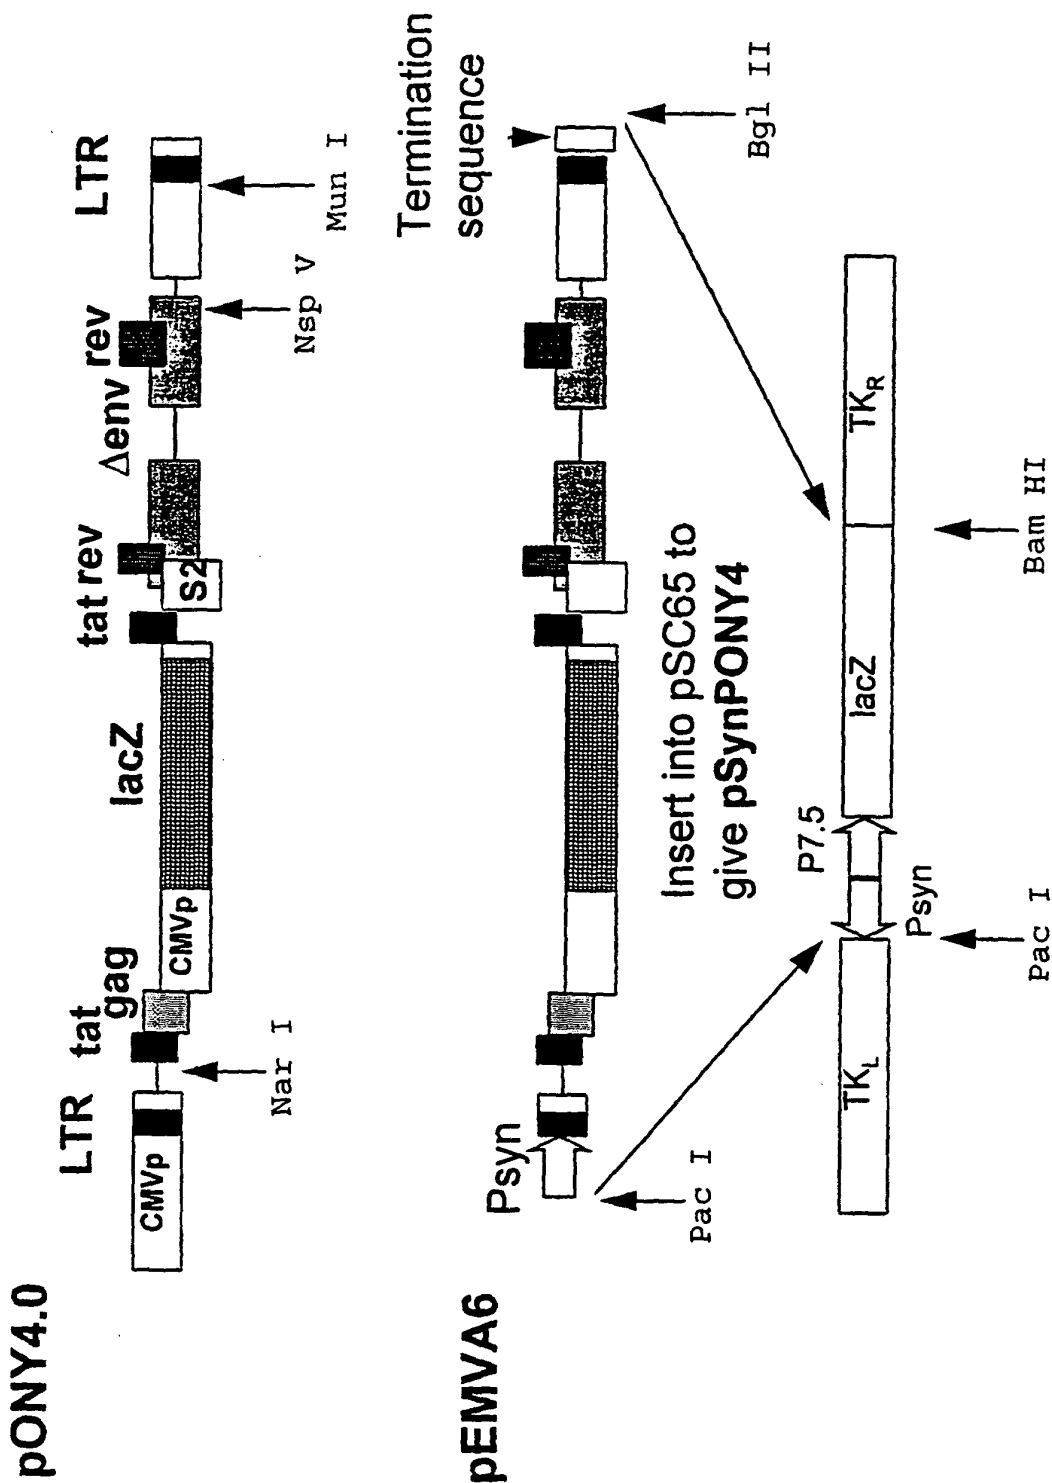 pONY4.0
LTR
tat
gag
lacZ
tat rev
Δenv
rev
LTR
CMVp
CMVp
S2
Nar I
Nsp V
Mun I
pEMVA6
Psyn
Termination
sequence
Pac I
Bgl II
Insert into pSC65 to
give pSynPONY4
P7.5
TKL
lacZ
TKR
Psyn
Pac I
Bam HI